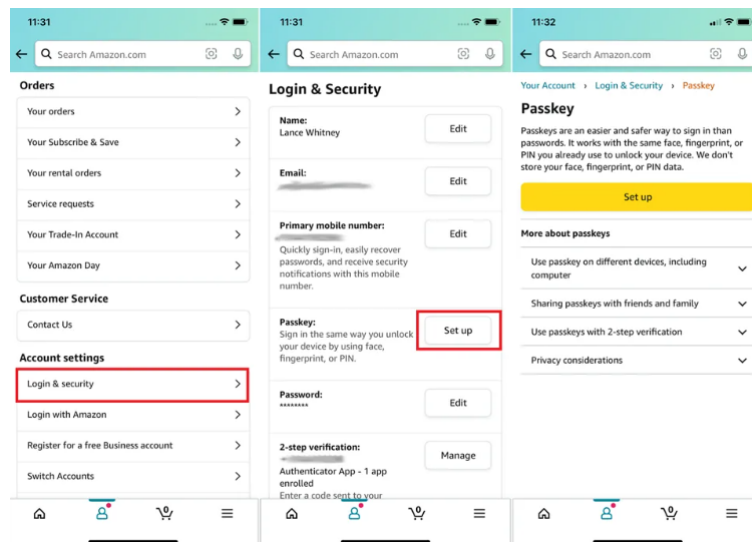 11:31
Search Amazon.com
Orders
Your orders
Your Subscribe & Save
Your rental orders
Service requests
Your Trade-In Account
Your Amazon Day
Customer Service
Contact Us
Account settings
Login & security
Login with Amazon
Register for a free Business account
Switch Accounts
0
11:31
Search Amazon.com
Login & Security
Name:
Lance Whitney
Edit
Email:
Edit
Primary mobile number:
Edit
Quickly sign-in, easily recover
passwords, and receive security
notifications with this mobile
number.
Passkey:
Sign in the same way you unlock
your device by using face,
fingerprint, or PIN.
Set up
Password:
********
Edit
2-step verification:
Authenticator App - 1 app
enrolled
Enter a code sent to your
Manage
0
11:32
Search Amazon.com
Your Account › Login & Security › Passkey
Passkey
Passkeys are an easier and safer way to sign in than
passwords. It works with the same face, fingerprint, or
PIN you already use to unlock your device. We don't
store your face, fingerprint, or PIN data.
Set up
More about passkeys
Use passkey on different devices, including
computer
Sharing passkeys with friends and family
Use passkeys with 2-step verification
Privacy considerations
0